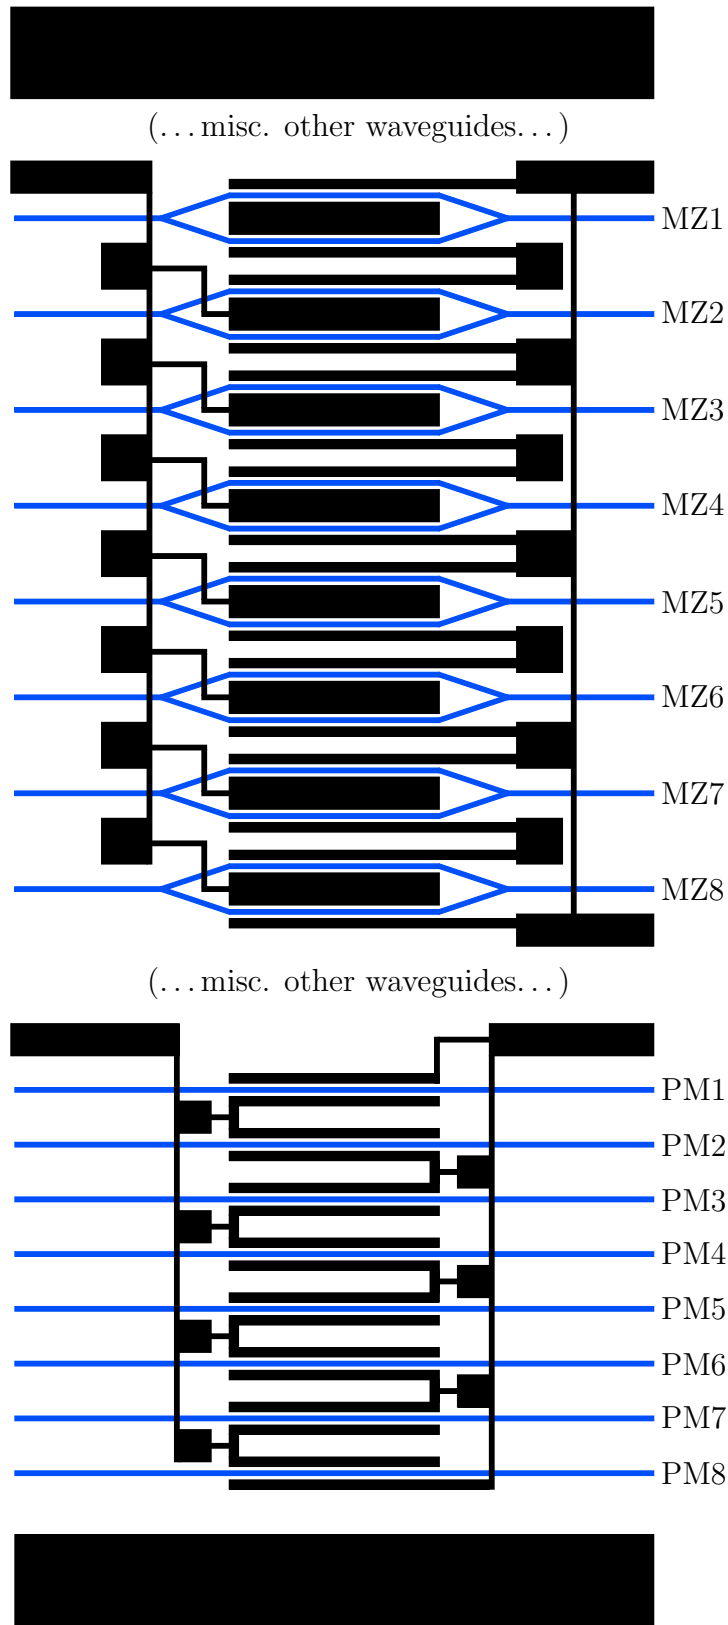 (...misc. other waveguides...)
MZ1
MZ2
MZ3
MZ4
MZ5
MZ6
MZ7
MZ8
(...misc. other waveguides...)
PM1
PM2
PM3
PM4
PM5
PM6
PM7
PM8